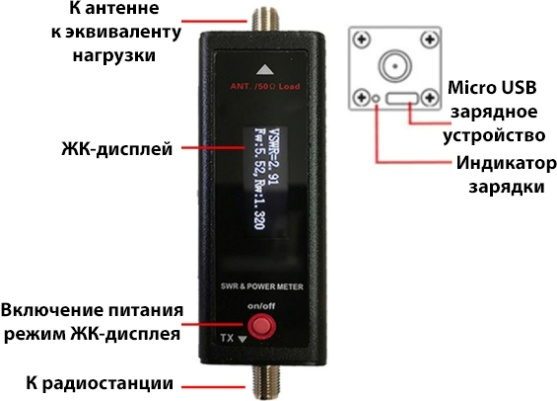 К антенне
к эквиваленту
нагрузки
ANT. /50Ω Load
Micro USB
зарядное
устройство
Индикатор
зарядки
ЖК-дисплей
VSWR=2.91
Fw:5.52,Rw:1.320
SWR & POWER METER
on/off
Включение питания
режим ЖК-дисплея
TX
К радиостанции